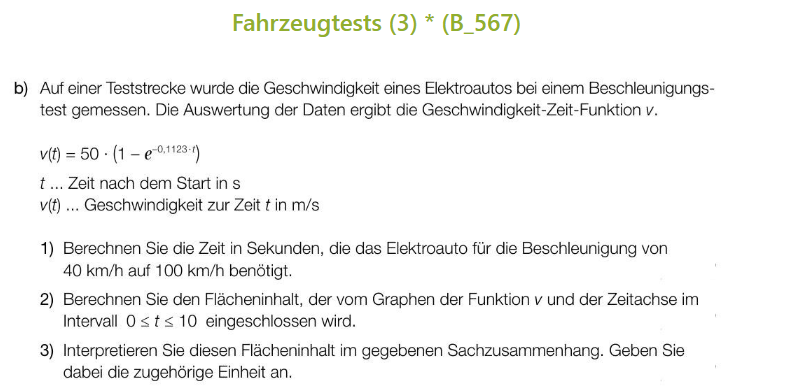 Fahrzeugtests (3) * (B_567)
b) Auf einer Teststrecke wurde die Geschwindigkeit eines Elektroautos bei einem Beschleunigungs-
test gemessen. Die Auswertung der Daten ergibt die Geschwindigkeit-Zeit-Funktion v.
v(t) = 50 · (1 – e^–0,1123 · t)
t ... Zeit nach dem Start in s
v(t) ... Geschwindigkeit zur Zeit t in m/s
1) Berechnen Sie die Zeit in Sekunden, die das Elektroauto für die Beschleunigung von
40 km/h auf 100 km/h benötigt.
2) Berechnen Sie den Flächeninhalt, der vom Graphen der Funktion v und der Zeitachse im
Intervall 0 ≤ t ≤ 10 eingeschlossen wird.
3) Interpretieren Sie diesen Flächeninhalt im gegebenen Sachzusammenhang. Geben Sie
dabei die zugehörige Einheit an.